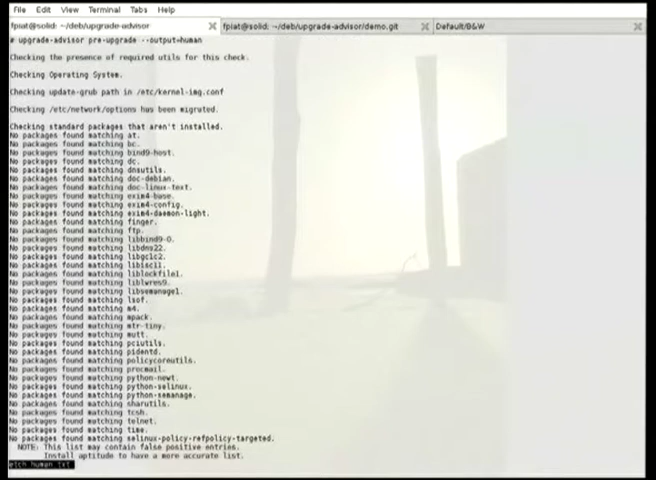 File Edit View Terminal Tabs Help
fpiat@solid: ~/deb/upgrade-advisor
fpiat@solid: ~/deb/upgrade-advisor/demo.git
Default/B&W
# upgrade-advisor pre-upgrade --output=human
Checking the presence of required utils for this check.
Checking Operating System.
Checking update-grub path in /etc/kernel-img.conf
Checking /etc/network/options has been migrated.
Checking standard packages that aren't installed.
No packages found matching at.
No packages found matching bc.
No packages found matching bind9-host.
No packages found matching dc.
No packages found matching dnsutils.
No packages found matching doc-debian.
No packages found matching doc-linux-text.
No packages found matching exim4-base.
No packages found matching exim4-config.
No packages found matching exim4-daemon-light.
No packages found matching finger.
No packages found matching ftp.
No packages found matching libbind9-0.
No packages found matching libdns22.
No packages found matching libgc1c2.
No packages found matching libisc11.
No packages found matching liblockfile1.
No packages found matching liblwres9.
No packages found matching libsemanage1.
No packages found matching lsof.
No packages found matching m4.
No packages found matching mpack.
No packages found matching mtr-tiny.
No packages found matching mutt.
No packages found matching pciutils.
No packages found matching pidentd.
No packages found matching policycoreutils.
No packages found matching procmail.
No packages found matching python-newt.
No packages found matching python-selinux.
No packages found matching python-semanage.
No packages found matching sharutils.
No packages found matching tcsh.
No packages found matching telnet.
No packages found matching time.
No packages found matching selinux-policy-refpolicy-targeted.
NOTE: This list may contain false positive entries.
Install aptitude to have a more accurate list.
etch_human.txt